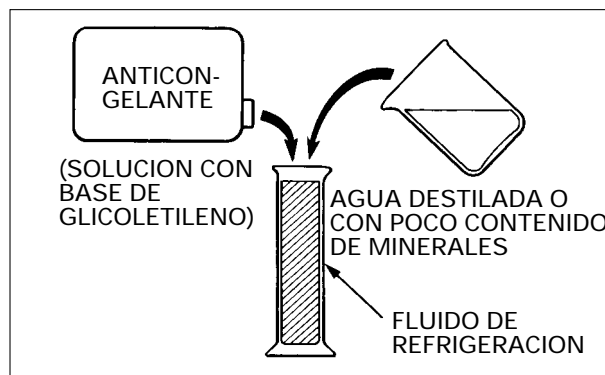 ANTICON-
GELANTE
(SOLUCION CON
BASE DE
GLICOLETILENO)
AGUA DESTILADA O
CON POCO CONTENIDO
DE MINERALES
FLUIDO DE
REFRIGERACION